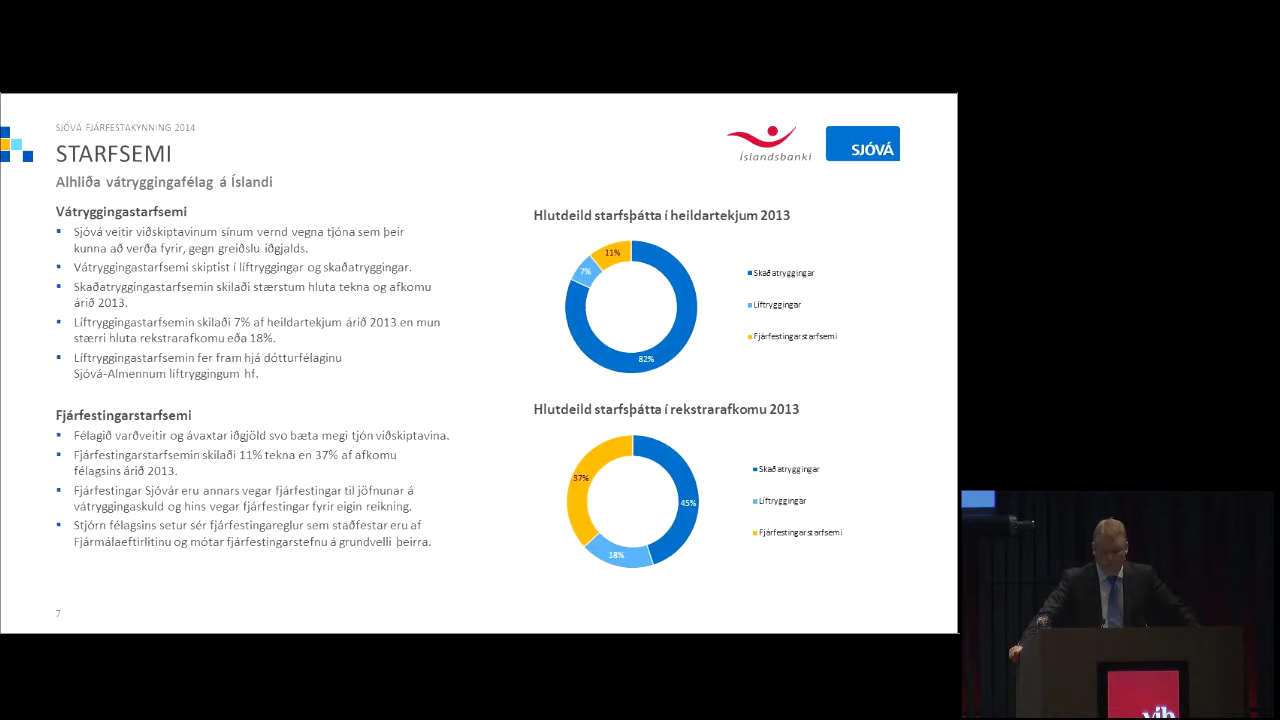 SJÓVÁ FJÁRFESTAKYNNING 2014
STARFSEMI
Alhliða vátryggingafélag á Íslandi
Íslandsbanki
SJÓVÁ
Vátryggingastarfsemi
Sjóvá veitir viðskiptavinum sínum vernd vegna tjóna sem þeir
kunna að verða fyrir, gegn greiðslu iðgjalds.
Vátryggingastarfsemi skiptist í líftryggingar og skaðatryggingar.
Skaðatryggingastarfsemin skilaði stærstum hluta tekna og afkomu
árið 2013.
Líftryggingastarfsemin skilaði 7% af heildartekjum árið 2013 en mun
stærri hluta rekstrarafkomu eða 18%.
Líftryggingastarfsemin fer fram hjá dótturfélaginu
Sjóvá-Almennum líftryggingum hf.
Fjárfestingarstarfsemi
Félagið varðveitir og ávaxtar iðgjöld svo bæta megi tjón viðskiptavina.
Fjárfestingarstarfsemin skilaði 11% tekna en 37% af afkomu
félagsins árið 2013.
Fjárfestingar Sjóvár eru annars vegar fjárfestingar til jöfnunar á
vátryggingaskuld og hins vegar fjárfestingar fyrir eigin reikning.
Stjórn félagsins setur sér fjárfestingareglur sem staðfestar eru af
Fjármálaeftirlitinu og mótar fjárfestingarstefnu á grundvelli þeirra.
7
Hlutdeild starfsþátta í heildartekjum 2013
11%
7%
82%
Skaðatryggingar
Líftryggingar
Fjárfestingarstarfsemi
Hlutdeild starfsþátta í rekstrarafkomu 2013
37%
45%
18%
Skaðatryggingar
Líftryggingar
Fjárfestingarstarfsemi